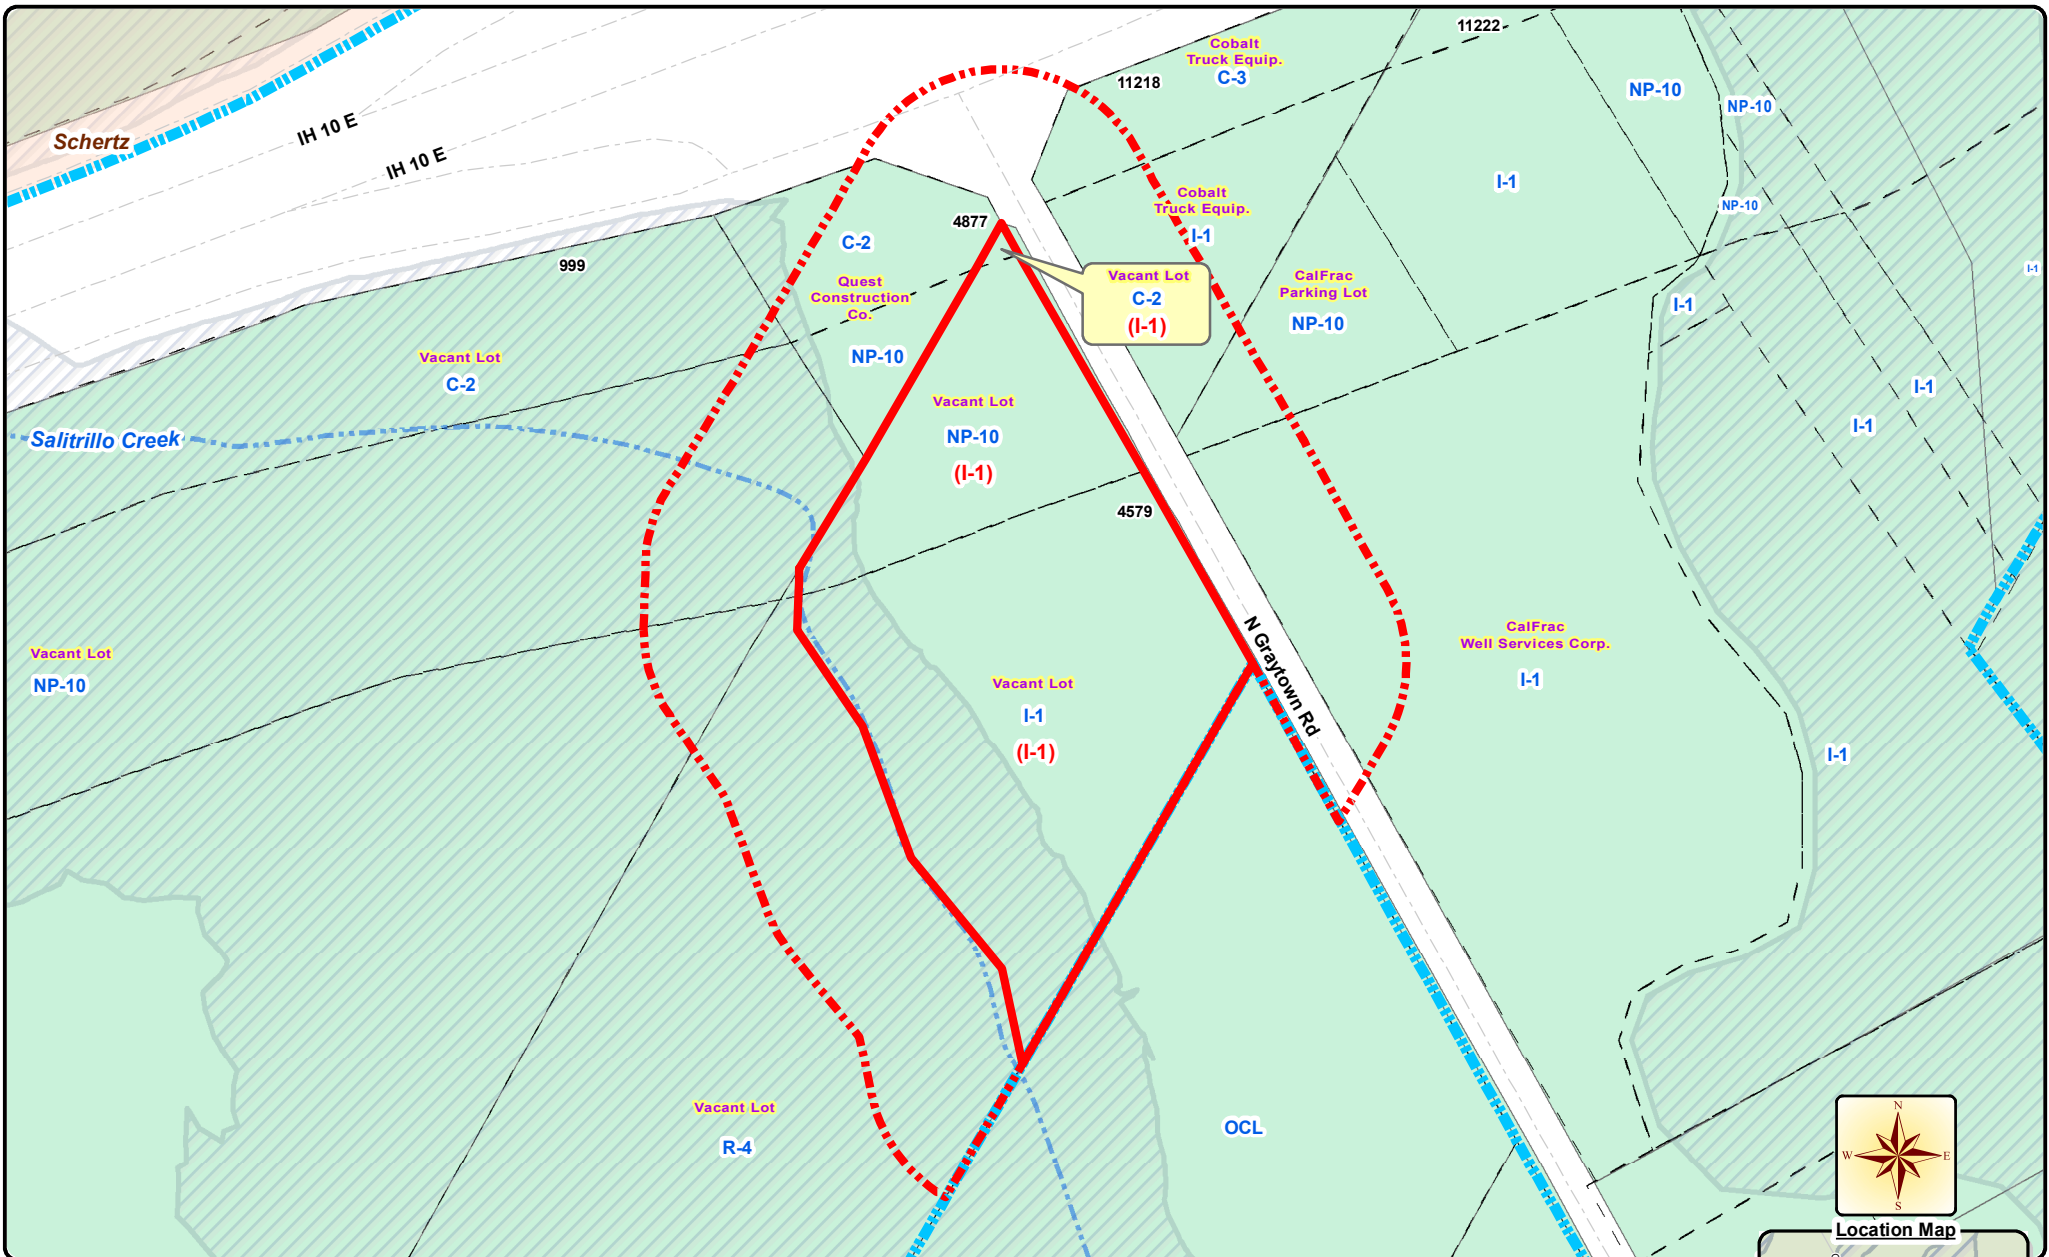 11222
Cobalt
Truck Equip.
C-3
11218
NP-10
NP-10
Schertz
IH 10 E
IH 10 E
I-1
Cobalt
Truck Equip.
I-1
NP-10
4877
C-2
999
Quest
Construction
Co.
Vacant Lot
C-2
(I-1)
CalFrac
Parking Lot
NP-10
I-1
I-1
Vacant Lot
C-2
NP-10
Vacant Lot
NP-10
(I-1)
I-1
I-1
Salitrillo Creek
4579
N Graytown Rd
CalFrac
Well Services Corp.
I-1
Vacant Lot
NP-10
Vacant Lot
I-1
(I-1)
I-1
Vacant Lot
R-4
OCL
N
W
E
S
Location Map